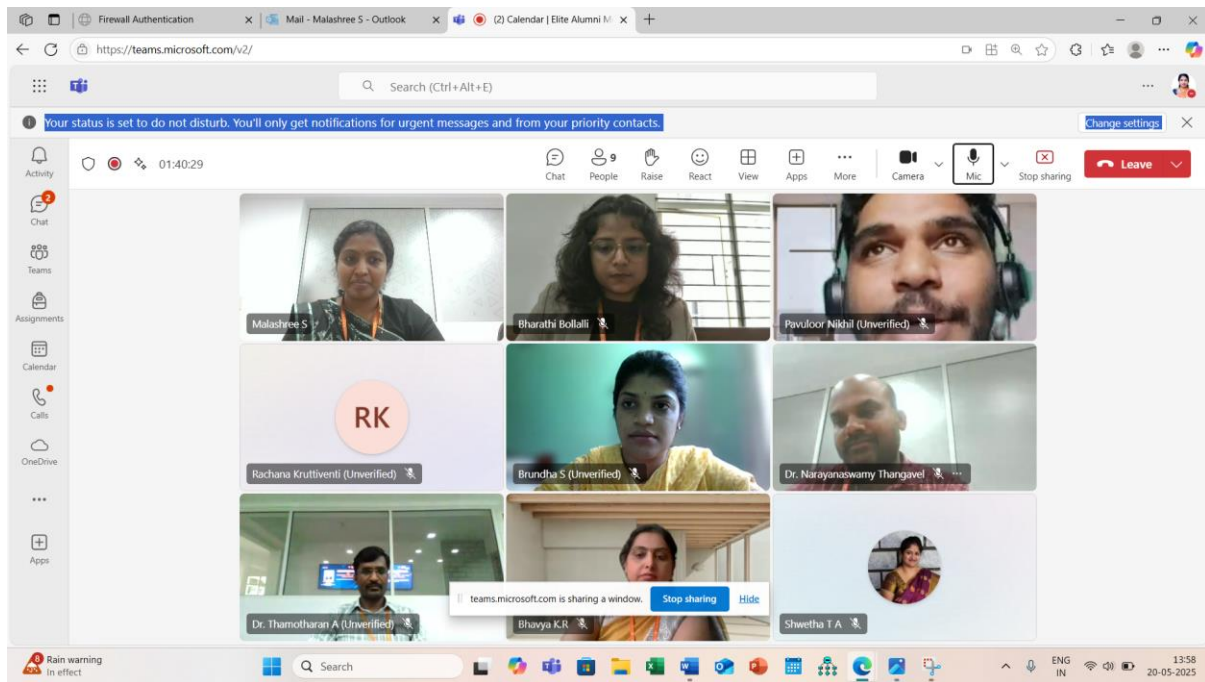 Firewall Authentication
Mail - Malashree S - Outlook
(2) Calendar | Elite Alumni M
https://teams.microsoft.com/v2/
Search (Ctrl+Alt+E)
Your status is set to do not disturb. You'll only get notifications for urgent messages and from your priority contacts.
Change settings
01:40:29
9
Chat
People
Raise
React
View
Apps
More
Camera
Mic
Stop sharing
Leave
Activity
2
Chat
Teams
Assignments
Calendar
Calls
OneDrive
Apps
Malashree S
Bharathi Bollalli
Pavuloor Nikhil (Unverified)
RK
Rachana Kruttiventi (Unverified)
Brundha S (Unverified)
Dr. Narayanaswamy Thangavel
Dr. Thamotharan A (Unverified)
Bhavya K.R
Shwetha T A
teams.microsoft.com is sharing a window.
Stop sharing
Hide
8
Rain warning
In effect
Search
ENG
IN
13:58
20-05-2025